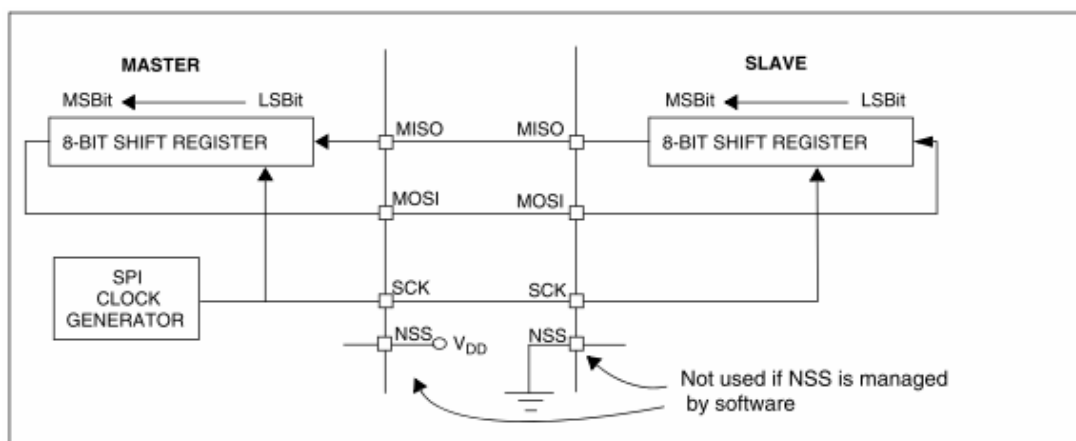 MASTER
SLAVE
MSBit
LSBit
MSBit
LSBit
8-BIT SHIFT REGISTER
MISO
MISO
8-BIT SHIFT REGISTER
MOSI
MOSI
SPI
CLOCK
GENERATOR
SCK
SCK
NSS
VDD
NSS
Not used if NSS is managed
by software